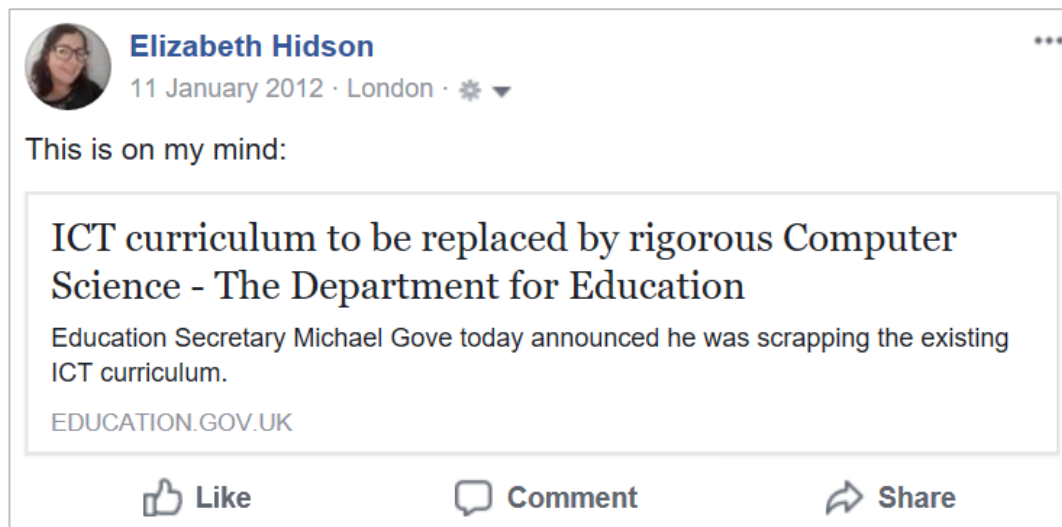 Elizabeth Hidson
11 January 2012 · London ·
This is on my mind:
ICT curriculum to be replaced by rigorous Computer
Science - The Department for Education
Education Secretary Michael Gove today announced he was scrapping the existing
ICT curriculum.
EDUCATION.GOV.UK
Like Comment Share